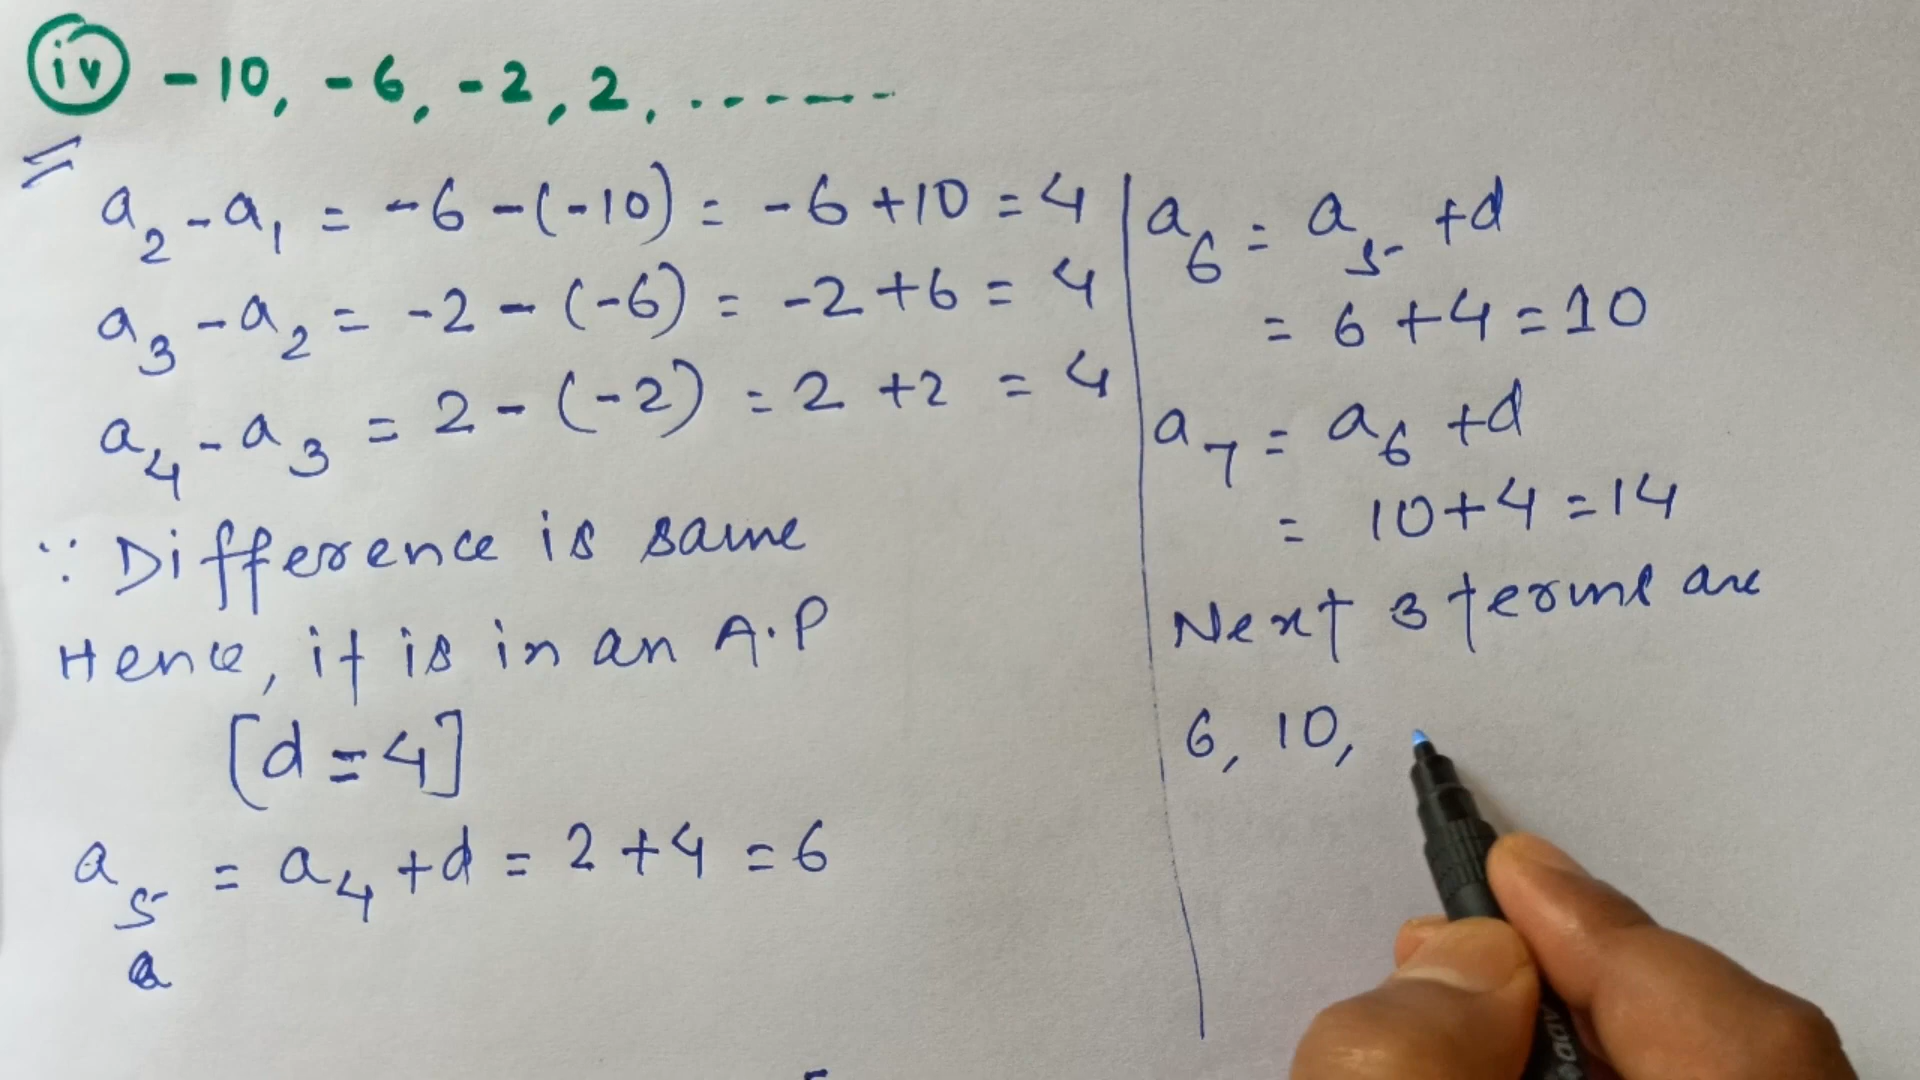 (iv) -10, -6, -2, 2, .......
a₂ - a₁ = -6 - (-10) = -6 + 10 = 4
a₃ - a₂ = -2 - (-6) = -2 + 6 = 4
a₄ - a₃ = 2 - (-2) = 2 + 2 = 4
∵ Difference is same
Hence, it is in an A.P
[d = 4]
a₅ = a₄ + d = 2 + 4 = 6
a
a₆ = a₅ + d
= 6 + 4 = 10
a₇ = a₆ + d
= 10 + 4 = 14
Next 3 terms are
6, 10,